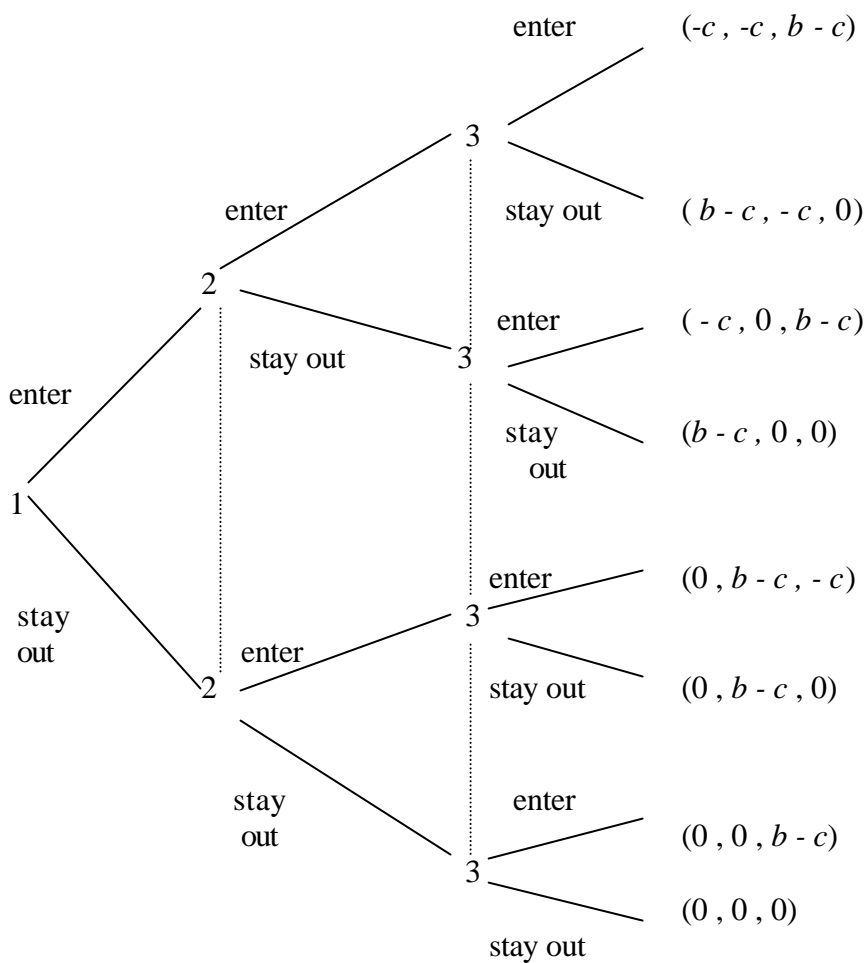 enter (-c , -c , b - c)
3
enter stay out ( b - c , -c , 0)
2
enter ( - c , 0 , b- c)
stay out 3
enter
stay
out (b - c , 0 , 0)
1
enter (0 , b - c , - c)
stay
out
3
enter
2 stay out (0 , b - c , 0)
stay
out
enter (0 , 0 , b - c)
3
(0 , 0 , 0)
stay out